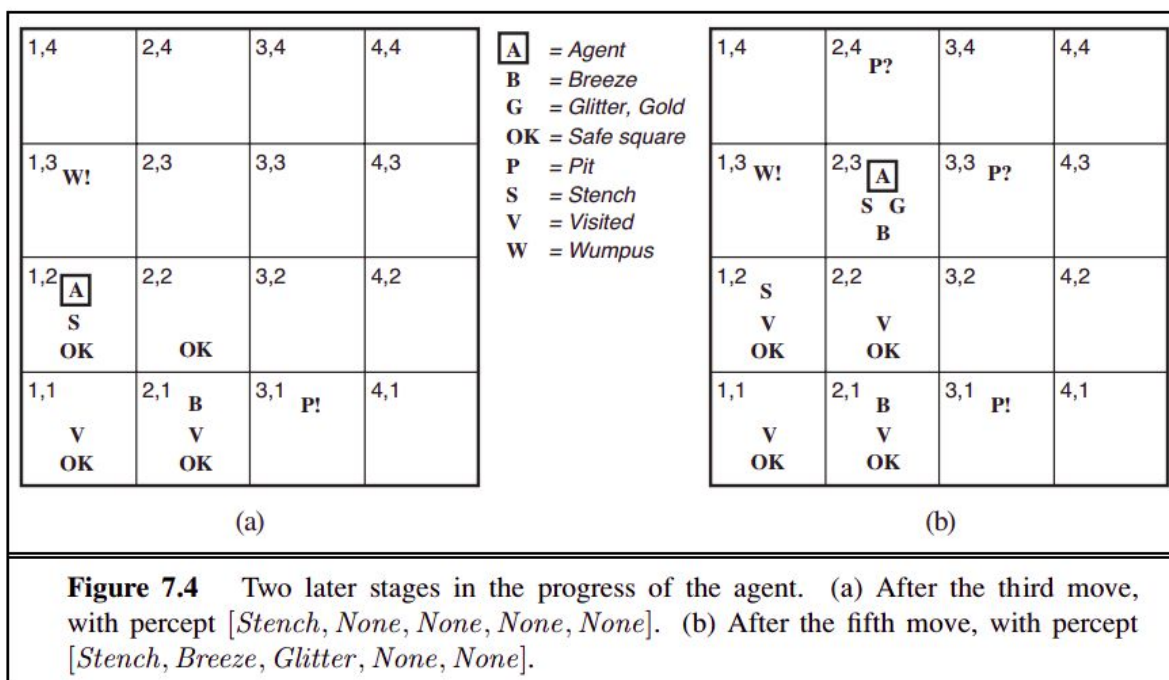 1,4 2,4 3,4 4,4
1,3 W! 2,3 3,3 4,3
1,2 A 2,2 3,2 4,2
S
OK OK
1,1 2,1 B 3,1 P! 4,1
V V
OK OK
(a)
A = Agent
B = Breeze
G = Glitter, Gold
OK = Safe square
P = Pit
S = Stench
V = Visited
W = Wumpus
1,4 2,4 P? 3,4 4,4
1,3 W! 2,3 A 3,3 P? 4,3
S G
B
1,2 S 2,2 3,2 4,2
V V
OK OK
1,1 2,1 B 3,1 P! 4,1
V V
OK OK
(b)
Figure 7.4 Two later stages in the progress of the agent. (a) After the third move,
with percept [Stench, None, None, None, None]. (b) After the fifth move, with percept
[Stench, Breeze, Glitter, None, None].